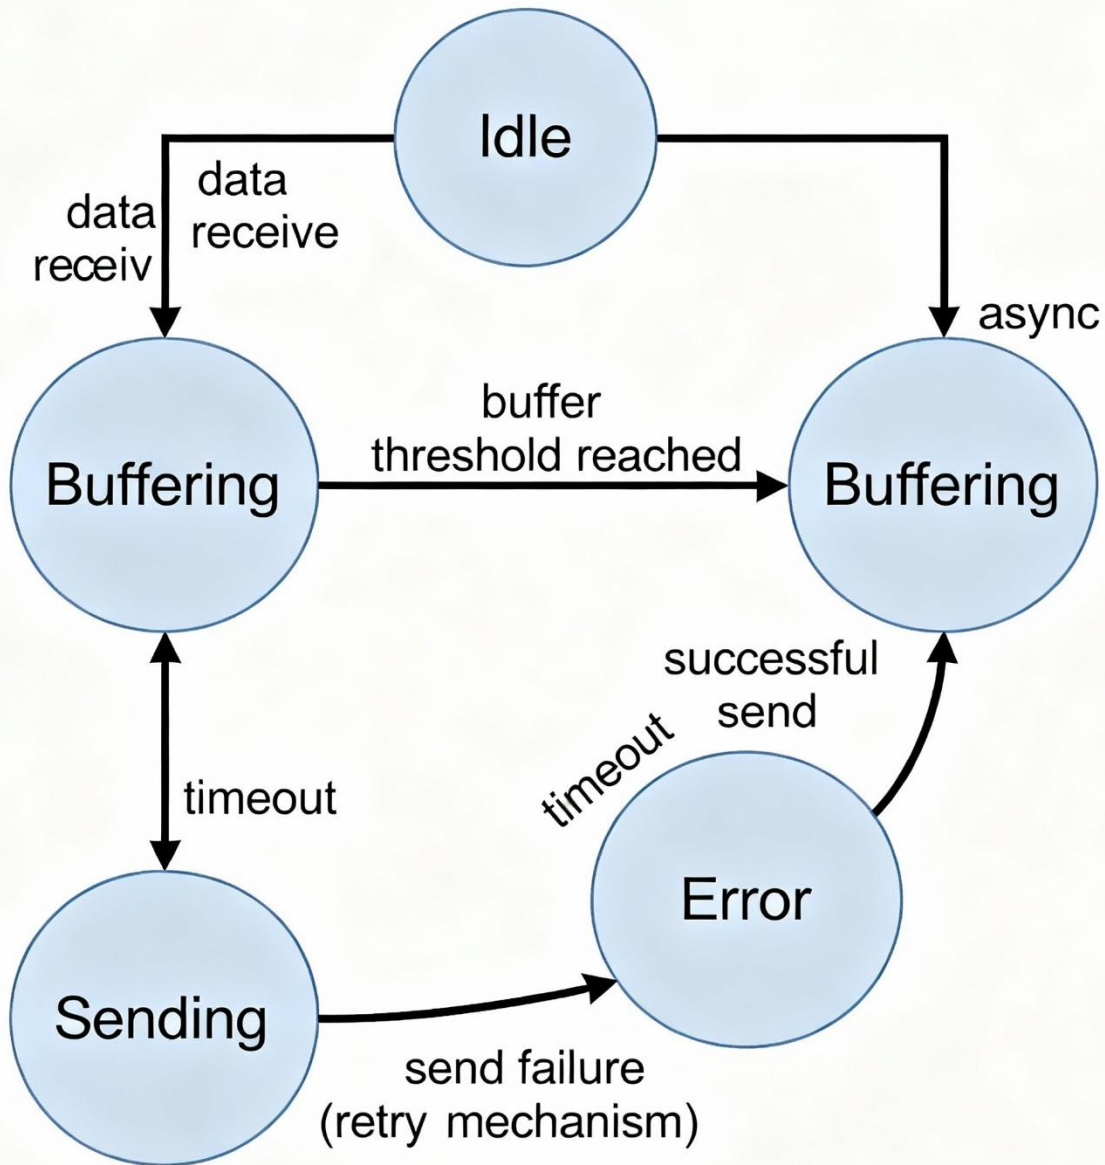 Idle
data
receive
data
receiv
async
Buffering
buffer
threshold reached
Buffering
successful
send
timeout
timeout
Error
Sending
send failure
(retry mechanism)